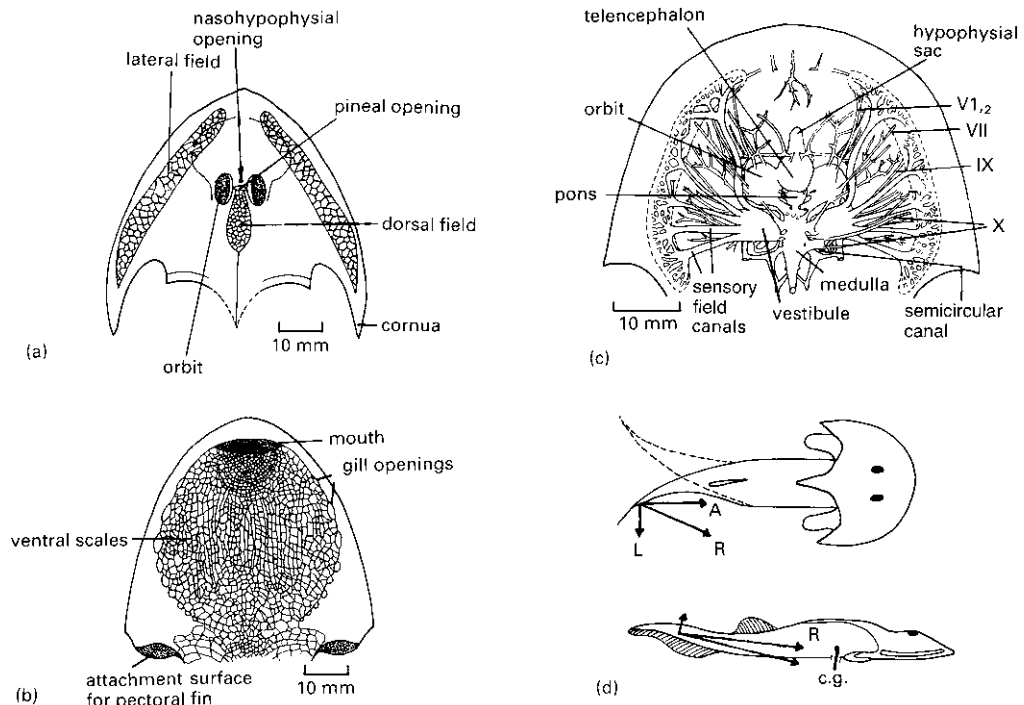 nasohypophysial
opening
lateral field
pineal opening
dorsal field
cornua
10 mm
orbit
(a)
mouth
gill openings
ventral scales
attachment surface
for pectoral fin
10 mm
(b)
telencephalon
hypophysial
sac
V1,2
orbit
VII
IX
pons
X
sensory
field
canals
medulla
vestibule
semicircular
canal
10 mm
(c)
A
L
R
R
c.g.
(d)